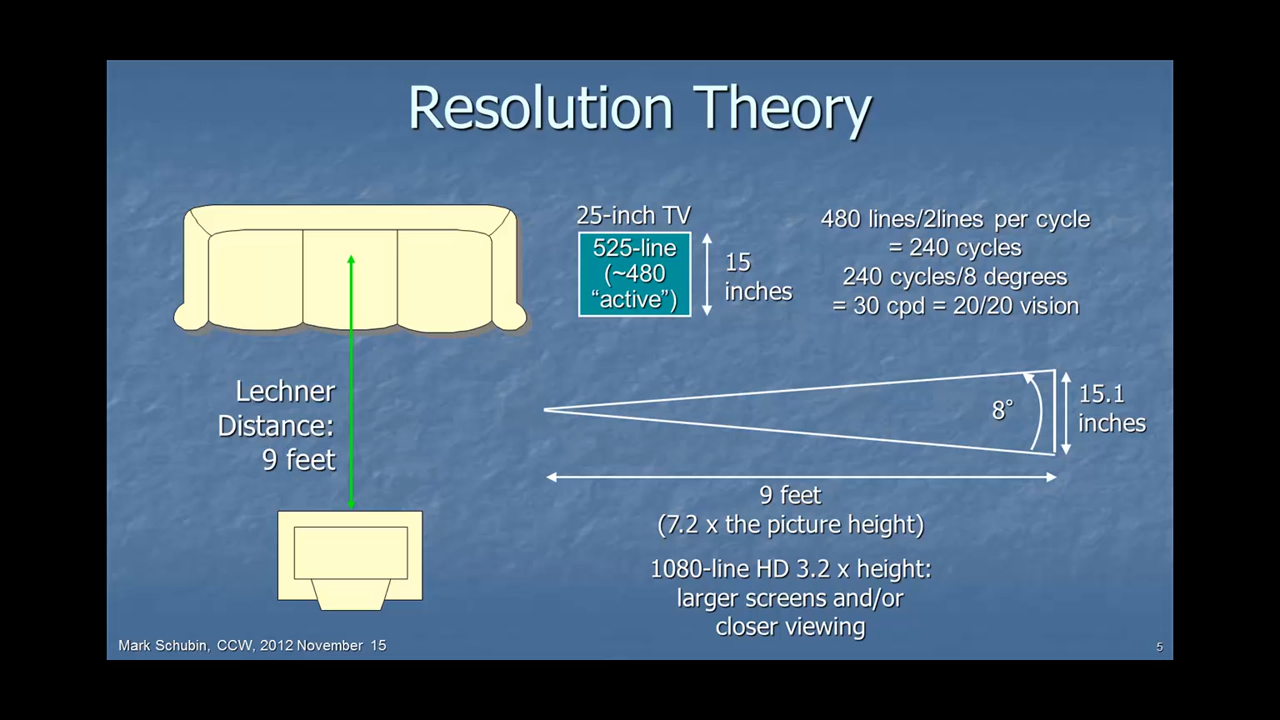 Resolution Theory
25-inch TV
525-line
(~480
“active”)
15
inches
480 lines/2lines per cycle
= 240 cycles
240 cycles/8 degrees
= 30 cpd = 20/20 vision
Lechner
Distance:
9 feet
8°
15.1
inches
9 feet
(7.2 x the picture height)
1080-line HD 3.2 x height:
larger screens and/or
closer viewing
Mark Schubin, CCW, 2012 November 15
5